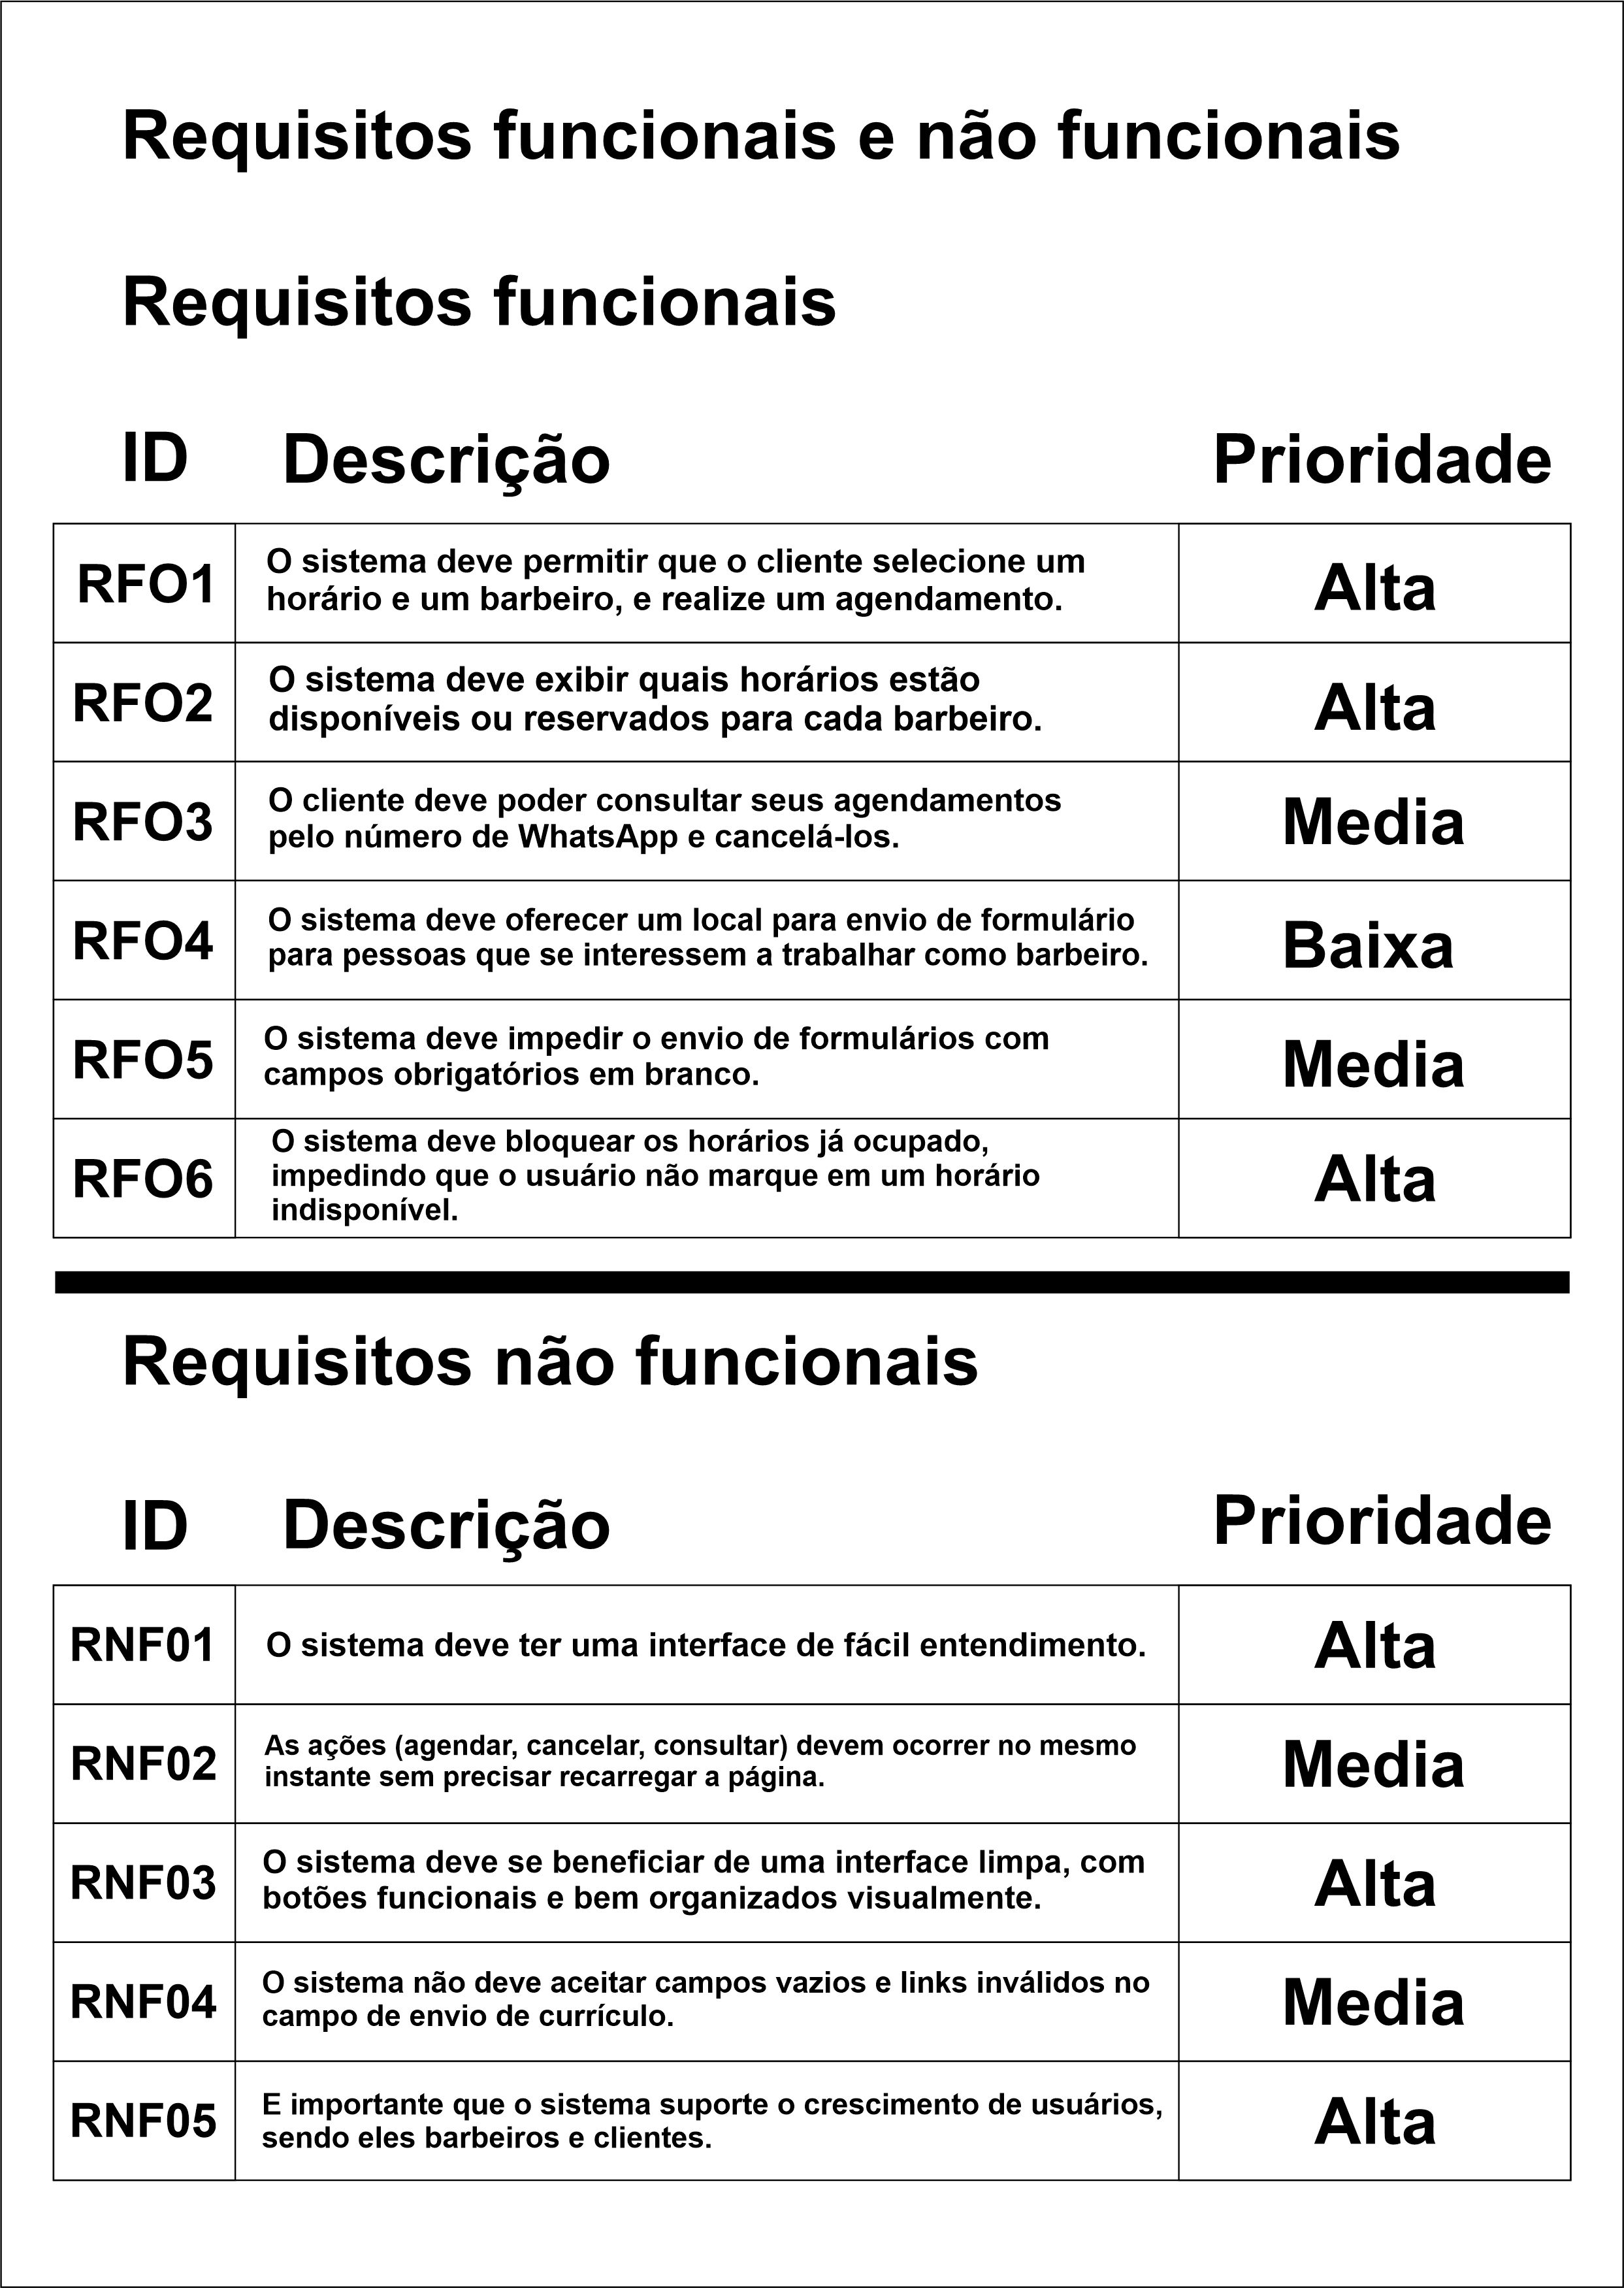 Requisitos funcionais e não funcionais
Requisitos funcionais
ID Descrição Prioridade
RFO1 O sistema deve permitir que o cliente selecione um
horário e um barbeiro, e realize um agendamento. Alta
RFO2 O sistema deve exibir quais horários estão
disponíveis ou reservados para cada barbeiro. Alta
RFO3 O cliente deve poder consultar seus agendamentos
pelo número de WhatsApp e cancelá-los. Media
RFO4 O sistema deve oferecer um local para envio de formulário
para pessoas que se interessem a trabalhar como barbeiro. Baixa
RFO5 O sistema deve impedir o envio de formulários com
campos obrigatórios em branco. Media
RFO6 O sistema deve bloquear os horários já ocupado,
impedindo que o usuário não marque em um horário
indisponível. Alta
Requisitos não funcionais
ID Descrição Prioridade
RNF01 O sistema deve ter uma interface de fácil entendimento. Alta
RNF02 As ações (agendar, cancelar, consultar) devem ocorrer no mesmo
instante sem precisar recarregar a página. Media
RNF03 O sistema deve se beneficiar de uma interface limpa, com
botões funcionais e bem organizados visualmente. Alta
RNF04 O sistema não deve aceitar campos vazios e links inválidos no
campo de envio de currículo. Media
RNF05 E importante que o sistema suporte o crescimento de usuários,
sendo eles barbeiros e clientes. Alta